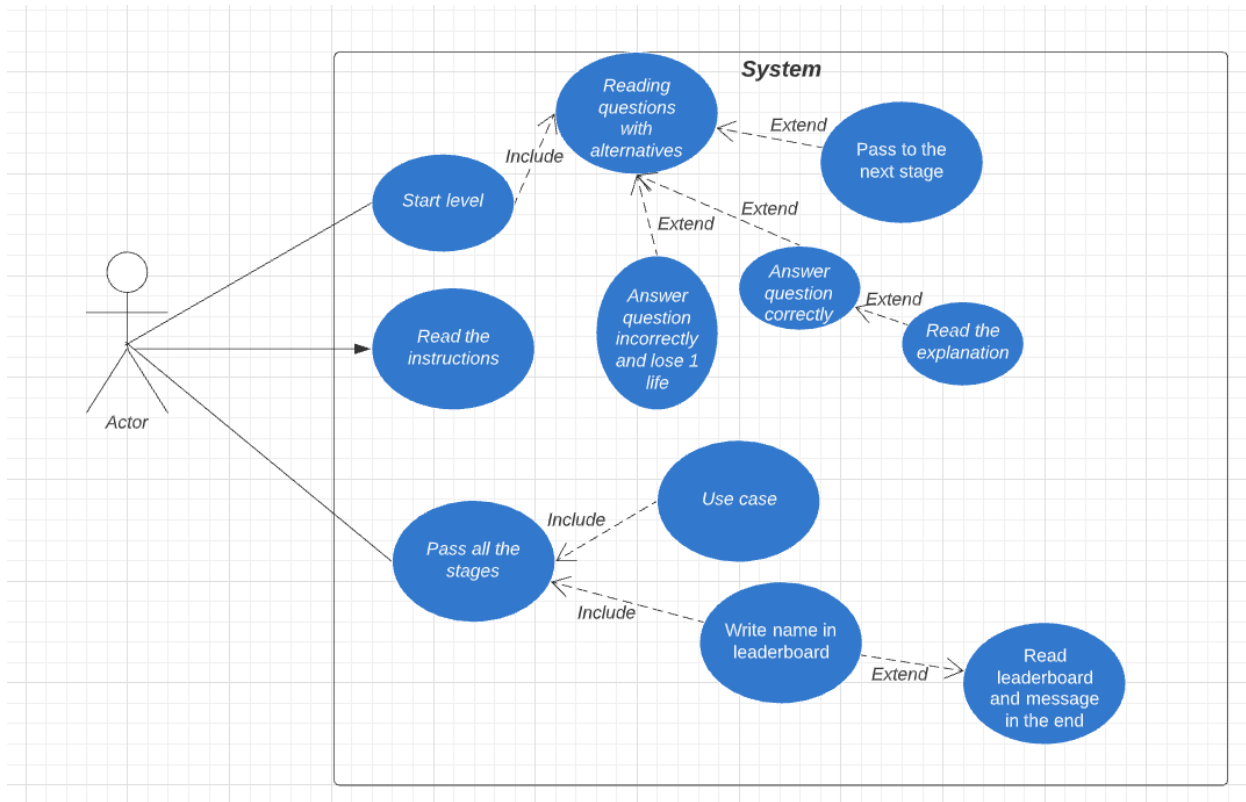 System
Reading
questions
with
alternatives
Extend
Pass to the
next stage
Include
Start level
Extend
Extend
Answer
question
incorrectly
and lose 1
life
Answer
question
correctly
Extend
Read the
explanation
Read the
instructions
Actor
Use case
Include
Pass all the
stages
Include
Write name in
leaderboard
Extend
Read
leaderboard
and message
in the end